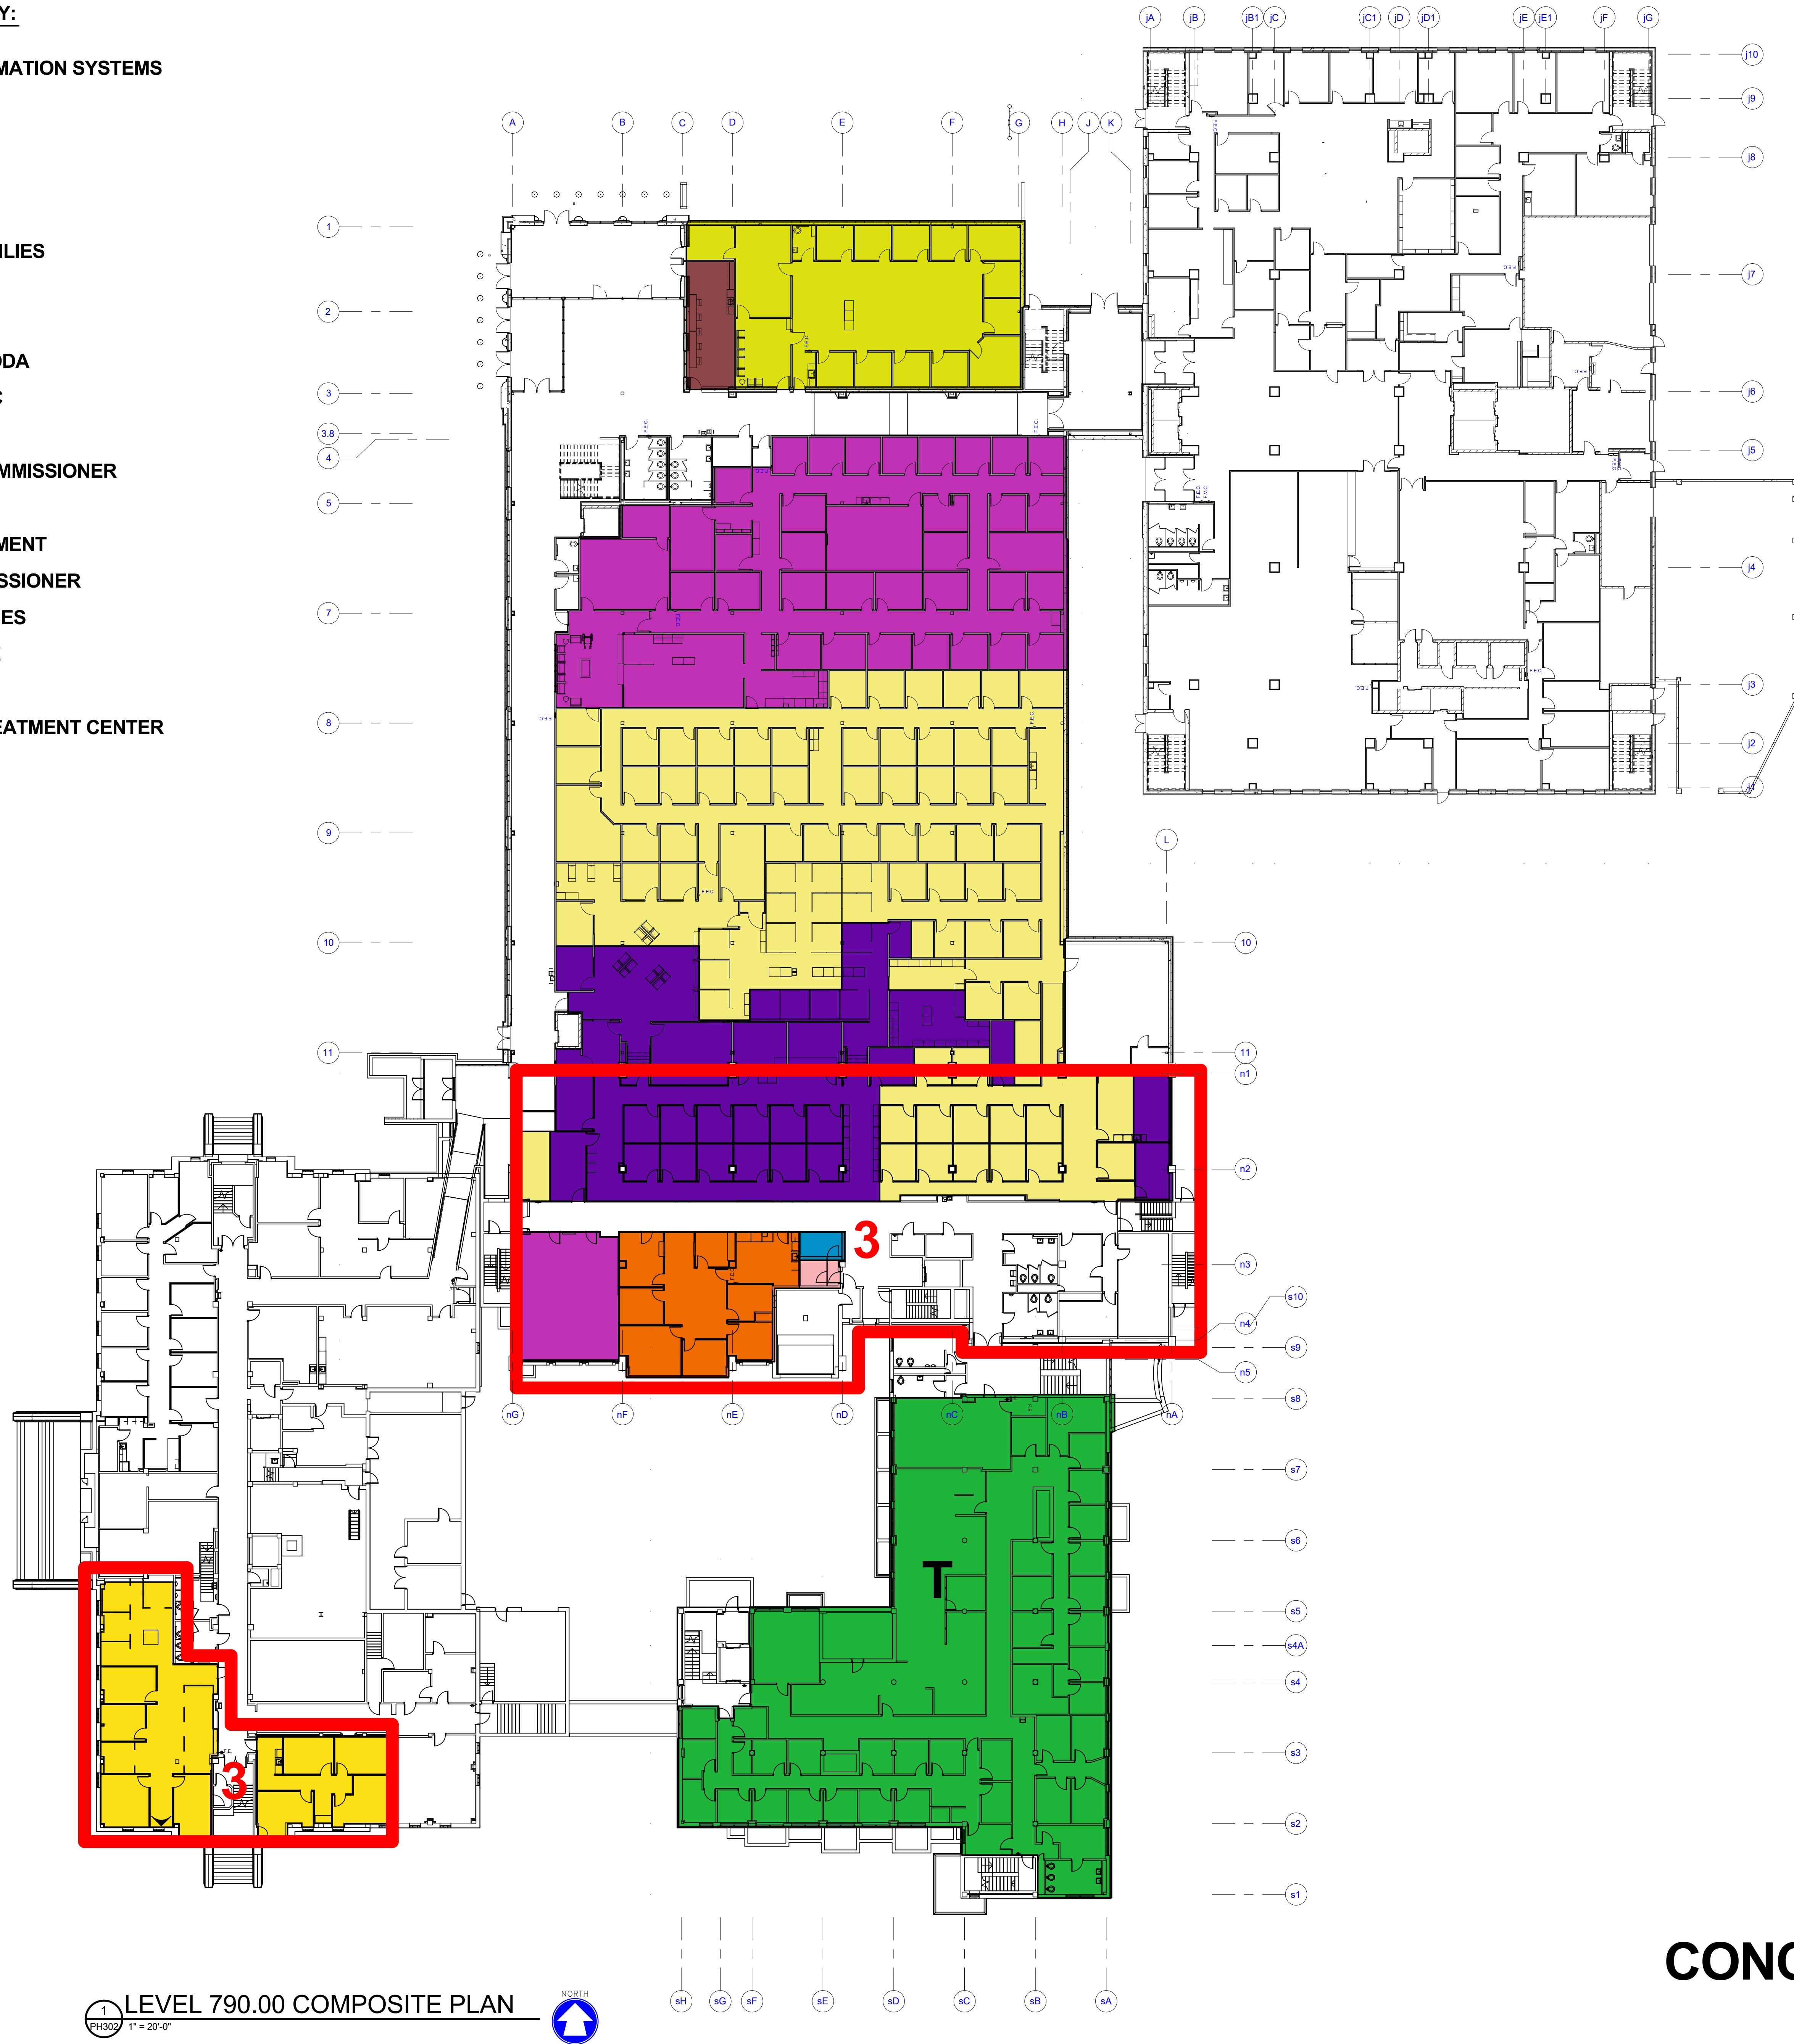 Y:
MATION SYSTEMS
ILIES
DDA
C
MMISSIONER
MENT
SSIONER
ES
EATMENT CENTER
jA jB jB1 jC jC1 jD jD1 jE jE1 jF jG
j10
j9
j8
j7
j6
j5
j4
j3
j2
j1
A B C D E F G H J K
1
2
3
3.8
4
5
7
8
9
10
11
L
10
11
n1
n2
n3
s10
n4
s9
n5
s8
s7
s6
s5
s4A
s4
s3
s2
s1
nG nF nE nD nC nB nA
3
T
3
F.E.C.
F.E.C.
F.E.C.
F.E.C.
F.E.C.
F.E.C.
F.E.C.
F.E.C.
F.E.C.
F.V.C.
F.E.C.
F.E.C.
F.E.C.
F.E.C.
F.E.C.
F.E.C.
F.E.C.
F.E.
F.E.
sH sG sF sE sD sC sB sA
1
PH302
LEVEL 790.00 COMPOSITE PLAN
1" = 20'-0"
NORTH
CONC